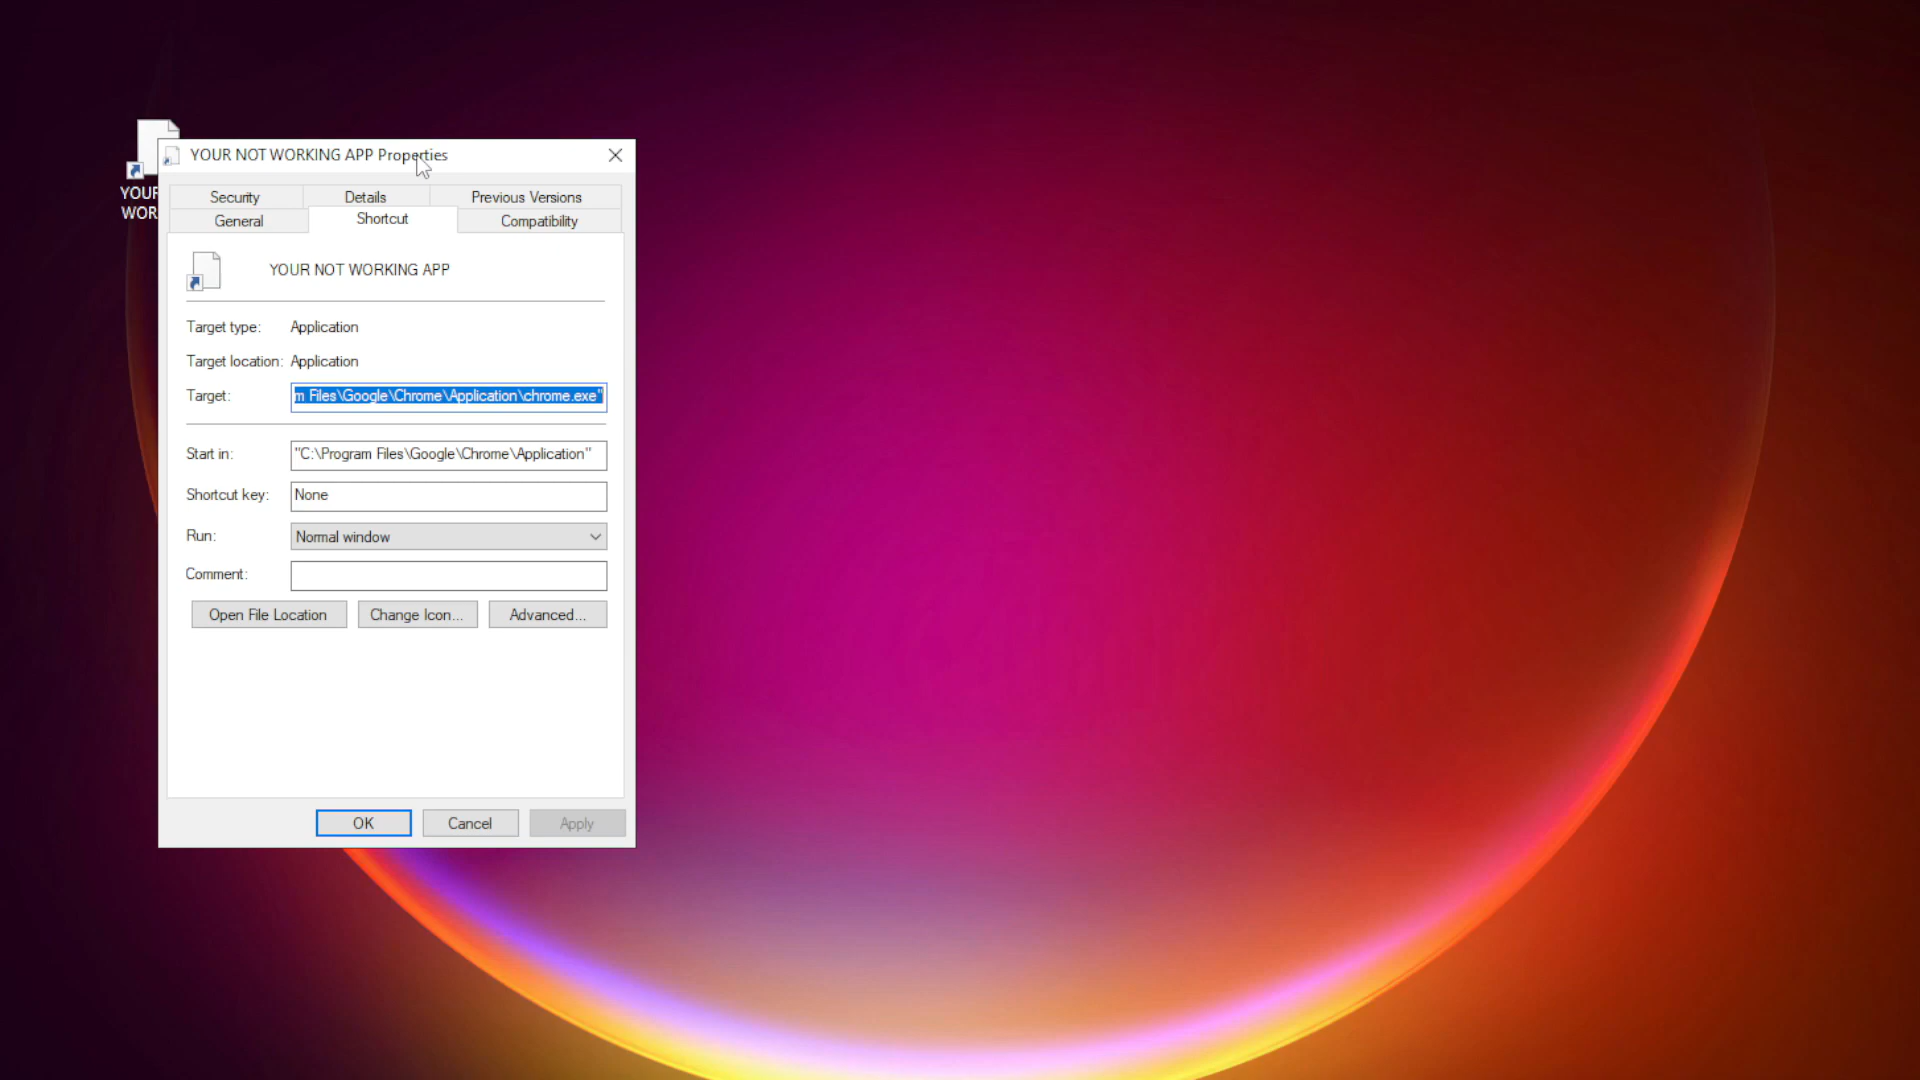 YOUR
WOR
YOUR NOT WORKING APP Properties
Security Details Previous Versions
General Shortcut Compatibility
YOUR NOT WORKING APP
Target type: Application
Target location: Application
Target: m Files\Google\Chrome\Application\chrome.exe"
Start in: "C:\Program Files\Google\Chrome\Application"
Shortcut key: None
Run: Normal window
Comment:
Open File Location Change Icon... Advanced...
OK Cancel Apply